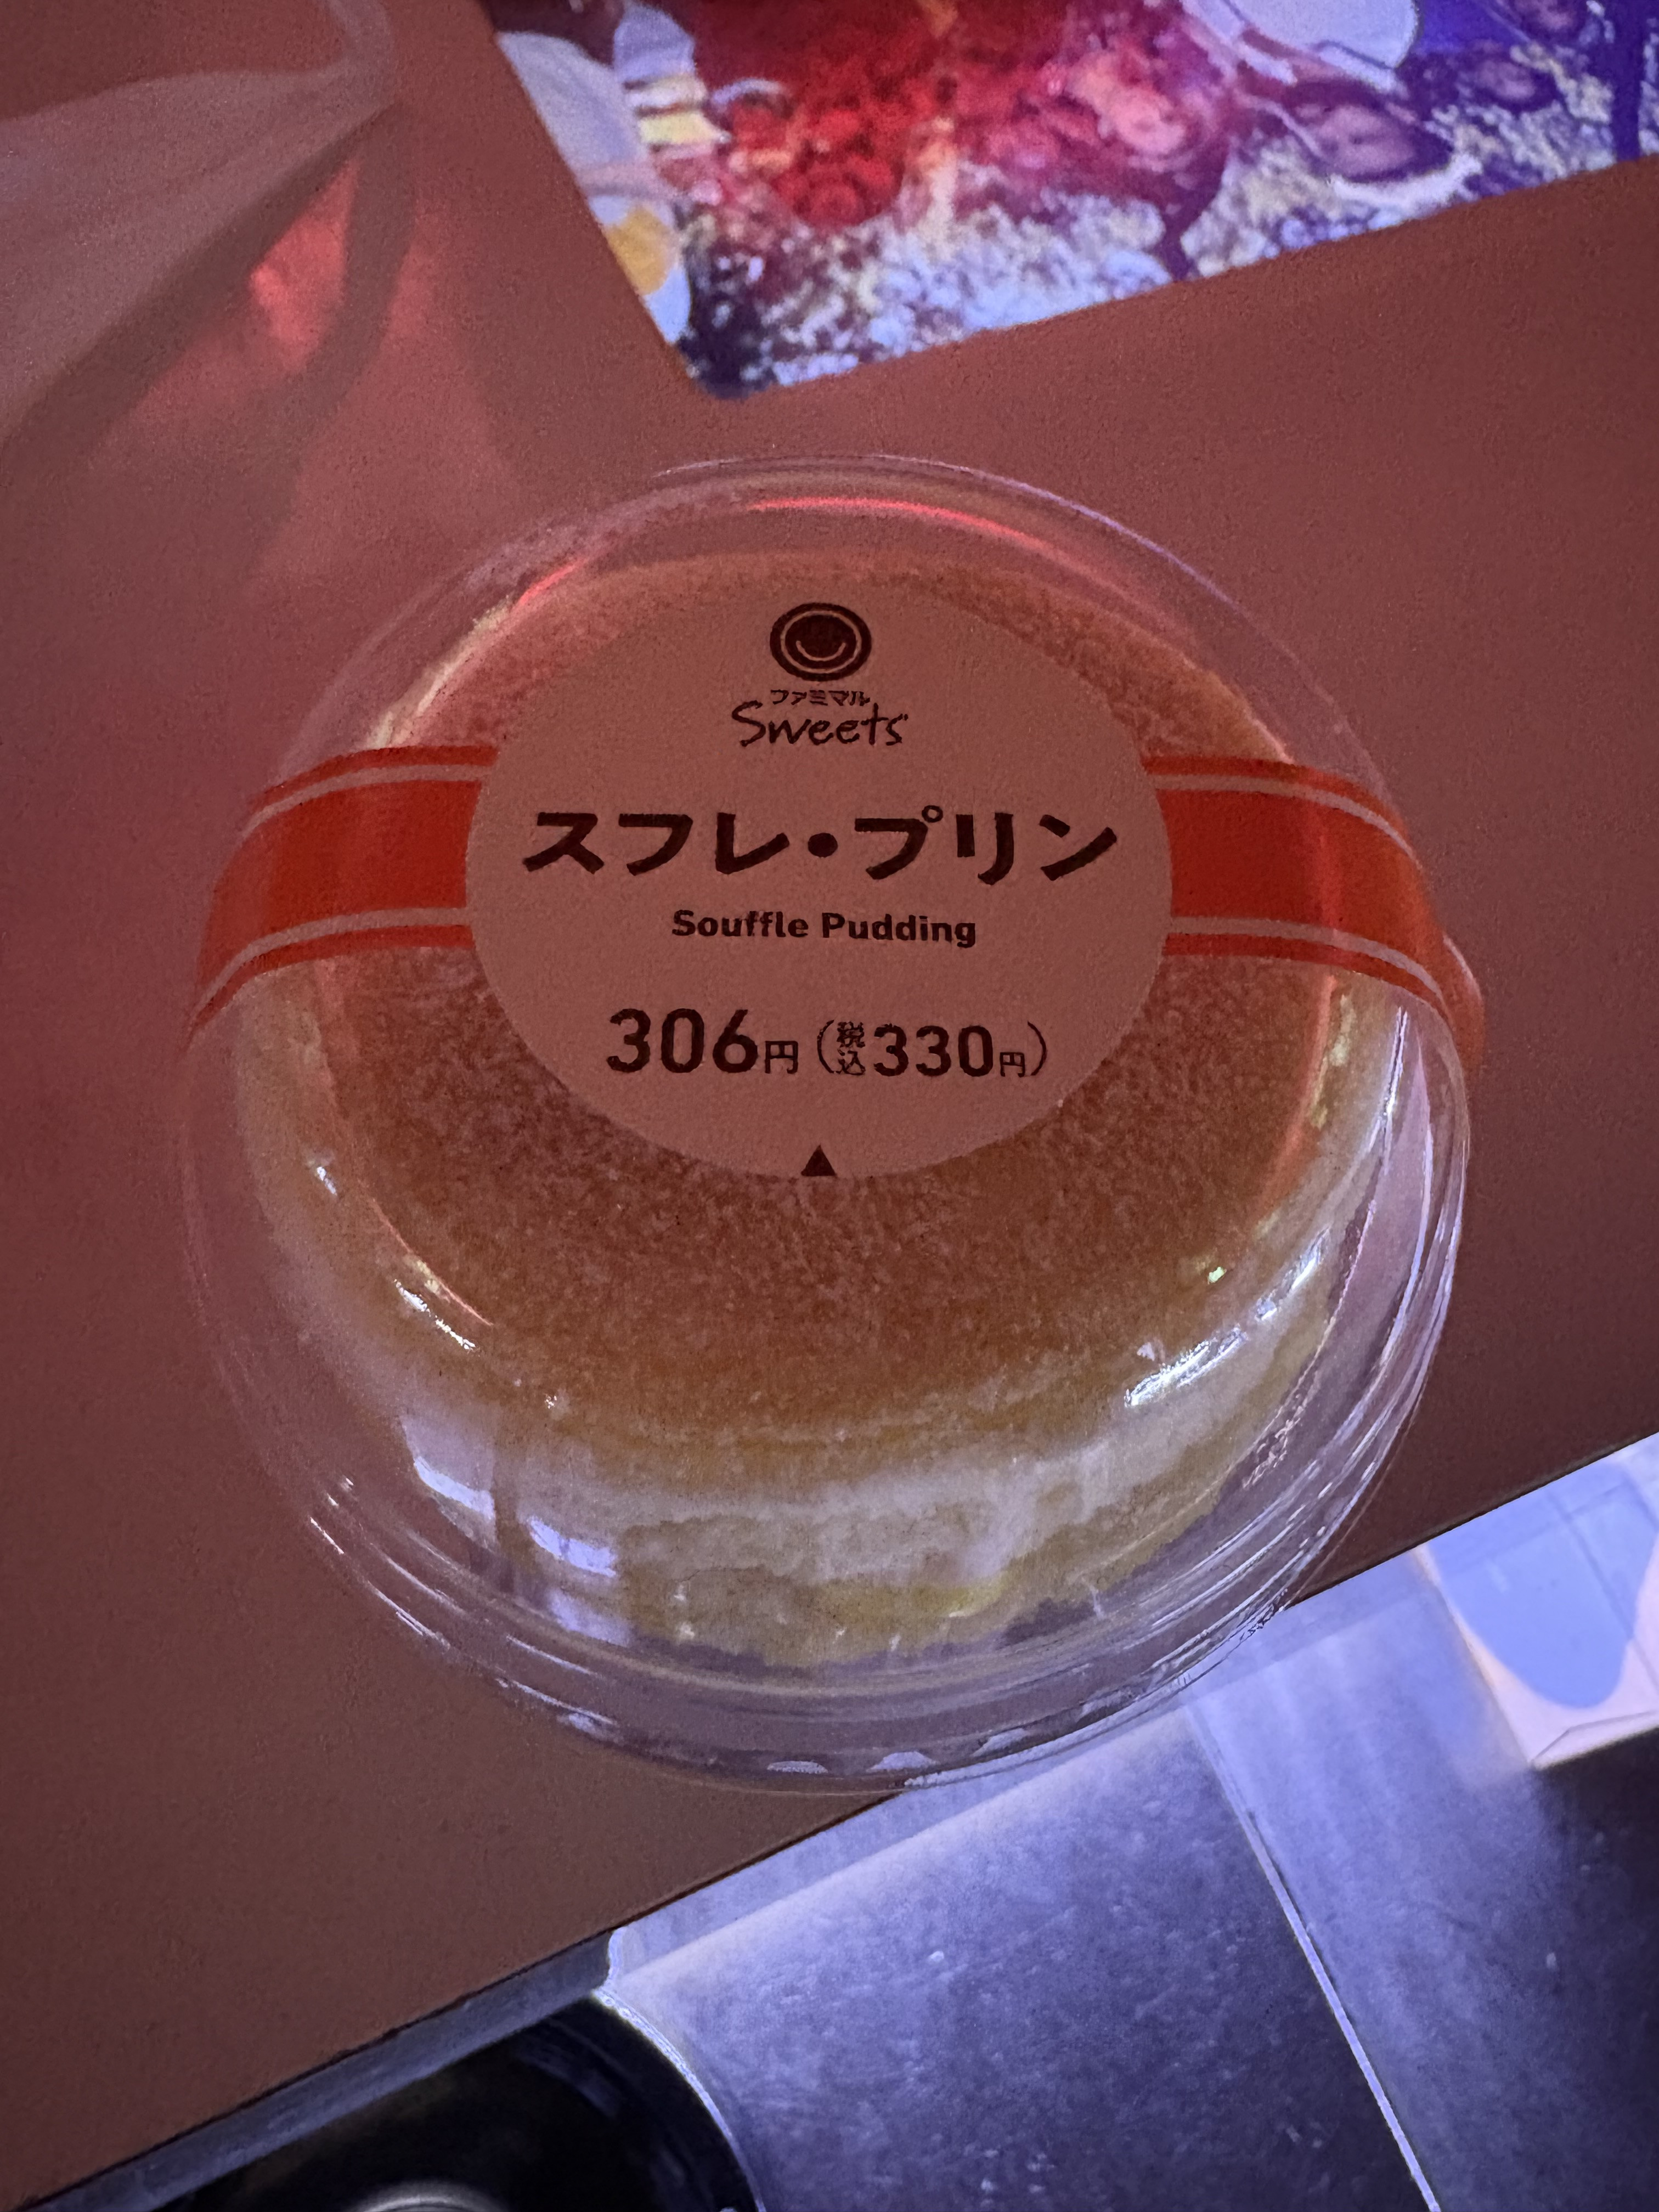 ファミマル
Sweets
スフレ・プリン
Souffle Pudding
306円(税込330円)